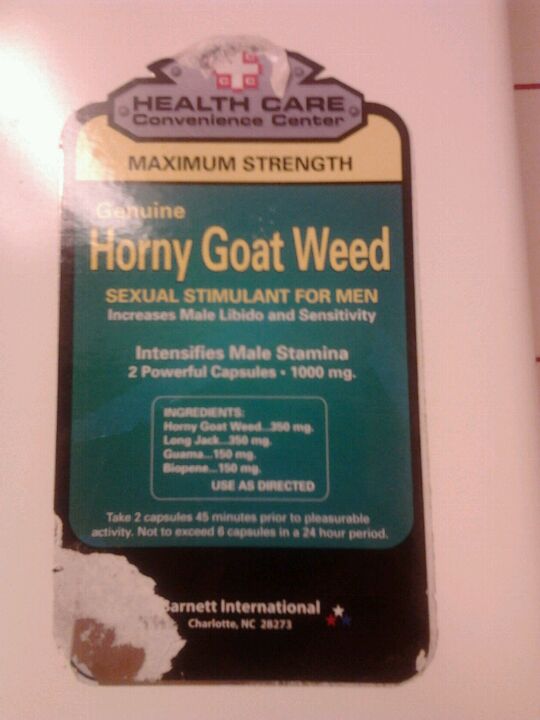 HEALTH CARE
Convenience Center
MAXIMUM STRENGTH
Genuine
Horny Goat Weed
SEXUAL STIMULANT FOR MEN
Increases Male Libido and Sensitivity
Intensifies Male Stamina
2 Powerful Capsules • 1000 mg.
INGREDIENTS:
Horny Goat Weed...350 mg.
Long Jack...350 mg.
Guama...150 mg.
Biopene...150 mg.
USE AS DIRECTED
Take 2 capsules 45 minutes prior to pleasurable
activity. Not to exceed 6 capsules in a 24 hour period.
Barnett International
Charlotte, NC 28273